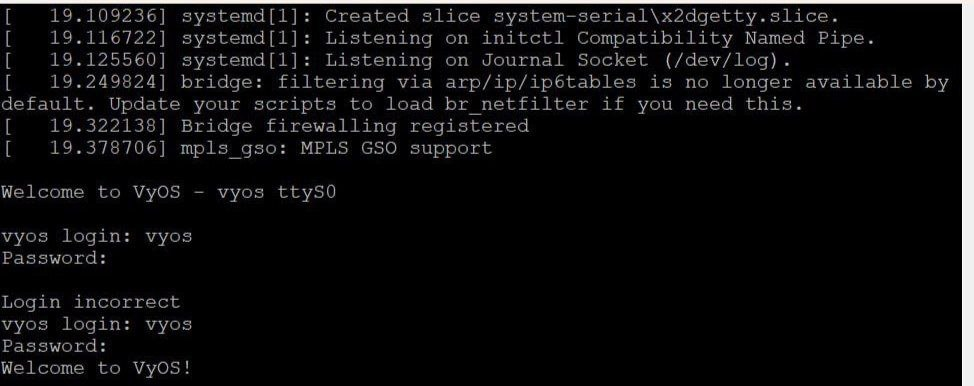 [   19.109236] systemd[1]: Created slice system-serial\x2dgetty.slice.
[   19.116722] systemd[1]: Listening on initctl Compatibility Named Pipe.
[   19.125560] systemd[1]: Listening on Journal Socket (/dev/log).
[   19.249824] bridge: filtering via arp/ip/ip6tables is no longer available by
default. Update your scripts to load br_netfilter if you need this.
[   19.322138] Bridge firewalling registered
[   19.378706] mpls_gso: MPLS GSO support
Welcome to VyOS - vyos ttyS0
vyos login: vyos
Password:
Login incorrect
vyos login: vyos
Password:
Welcome to VyOS!